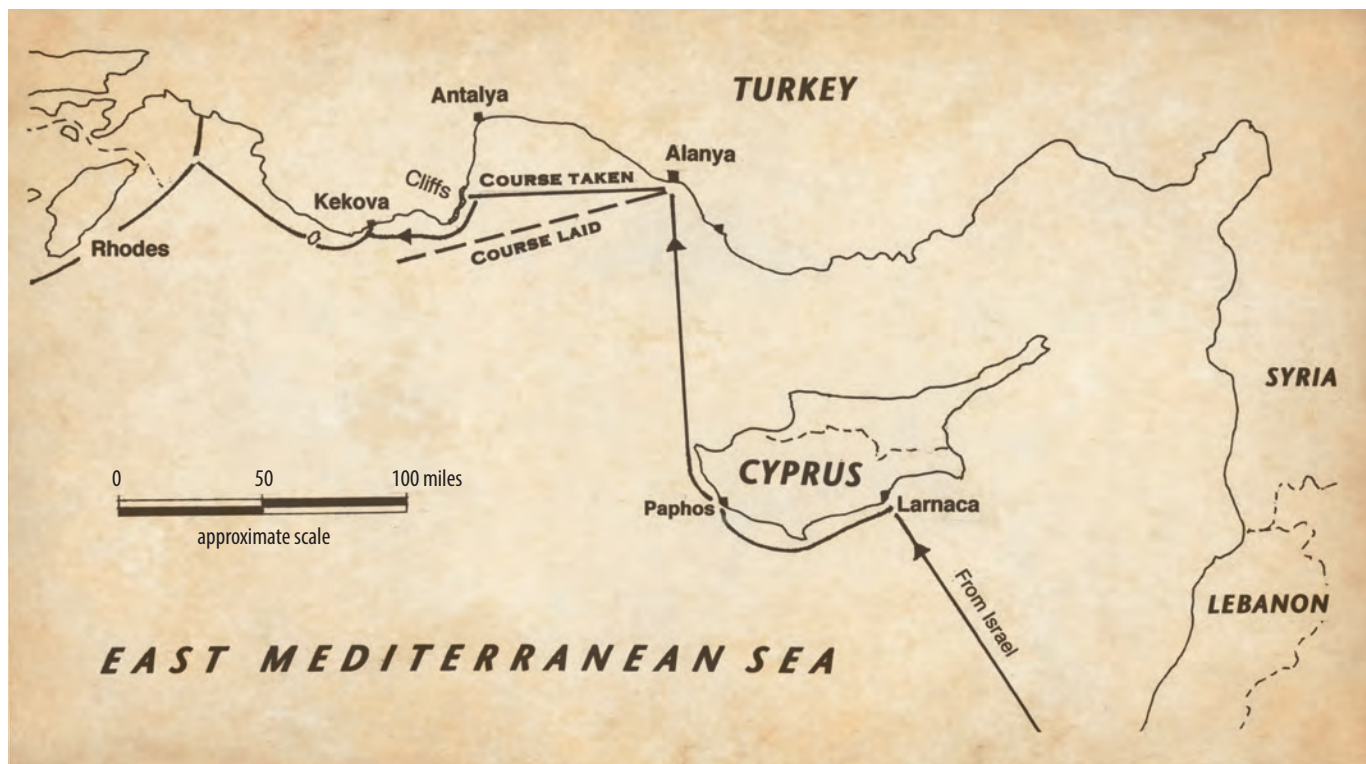 TURKEY
Antalya
Alanya
Cliffs
COURSE TAKEN
Kekova
COURSE LAID
Rhodes
SYRIA
0 50 100 miles
approximate scale
CYPRUS
Paphos
Larnaca
From Israel
LEBANON
EAST MEDITERRANEAN SEA